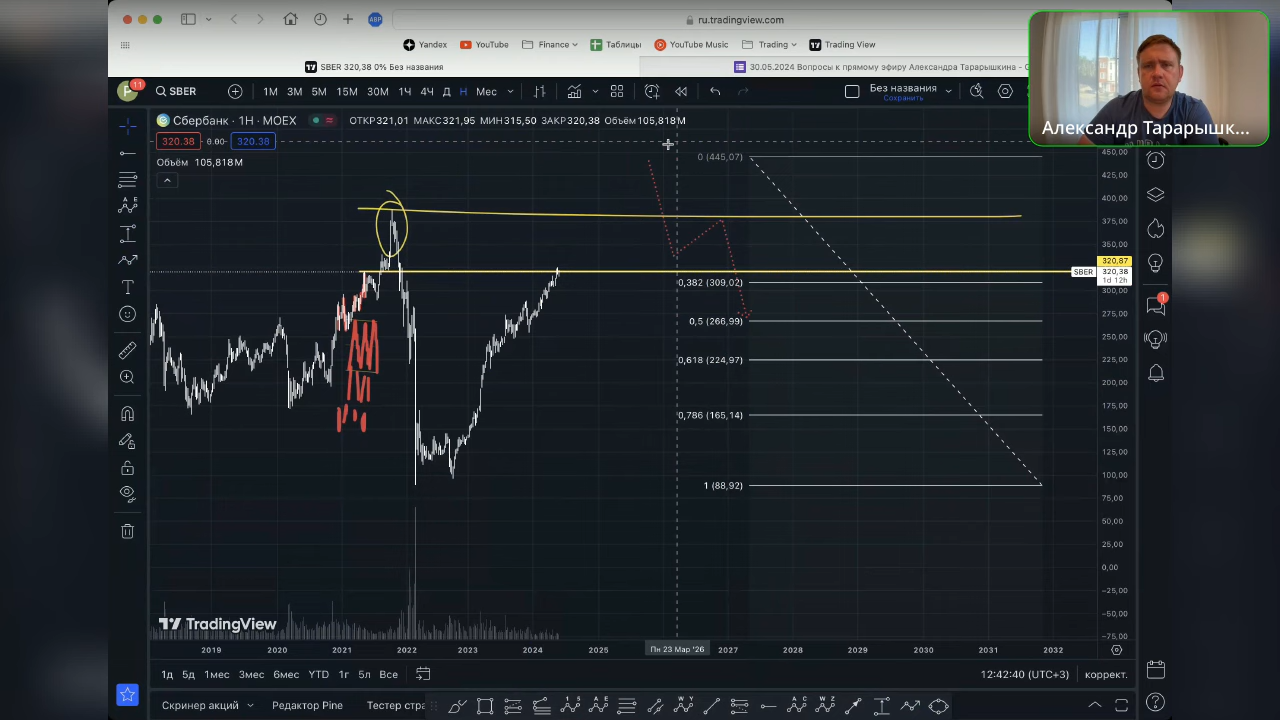 ru.tradingview.com
ABP
Yandex YouTube Finance Таблицы YouTube Music Trading Trading View
SBER 320,38 0% Без названия
30.05.2024 Вопросы к прямому эфиру Александра Тарарышкина - G
11
SBER 1М 3М 5М 15М 30М 1Ч 4Ч Д Н Мес
Без названия
Сохранить
Александр Тарарышк...
Сбербанк · 1Н · MOEX ОТКР321,01 МАКС321,95 МИН315,50 ЗАКР320,38 Объём105,818М
320.38 0.00 320.38
Объём 105,818М
450,00
425,00
400,00
375,00
350,00
320,87
SBER 320,38
1d 12h
300,00
275,00
250,00
225,00
200,00
175,00
150,00
125,00
100,00
75,00
50,00
25,00
0,00
−25,00
−50,00
−75,00
0 (445,07)
0,382 (309,02)
0,5 (266,99)
0,618 (224,97)
0,786 (165,14)
1 (88,92)
1
TradingView
2019 2020 2021 2022 2023 2024 2025 Пн 23 Мар '26 2027 2028 2029 2030 2031 2032
1д 5д 1мес 3мес 6мес YTD 1г 5л Все
12:42:40 (UTC+3) коррект.
Скринер акций Редактор Pine Тестер стра